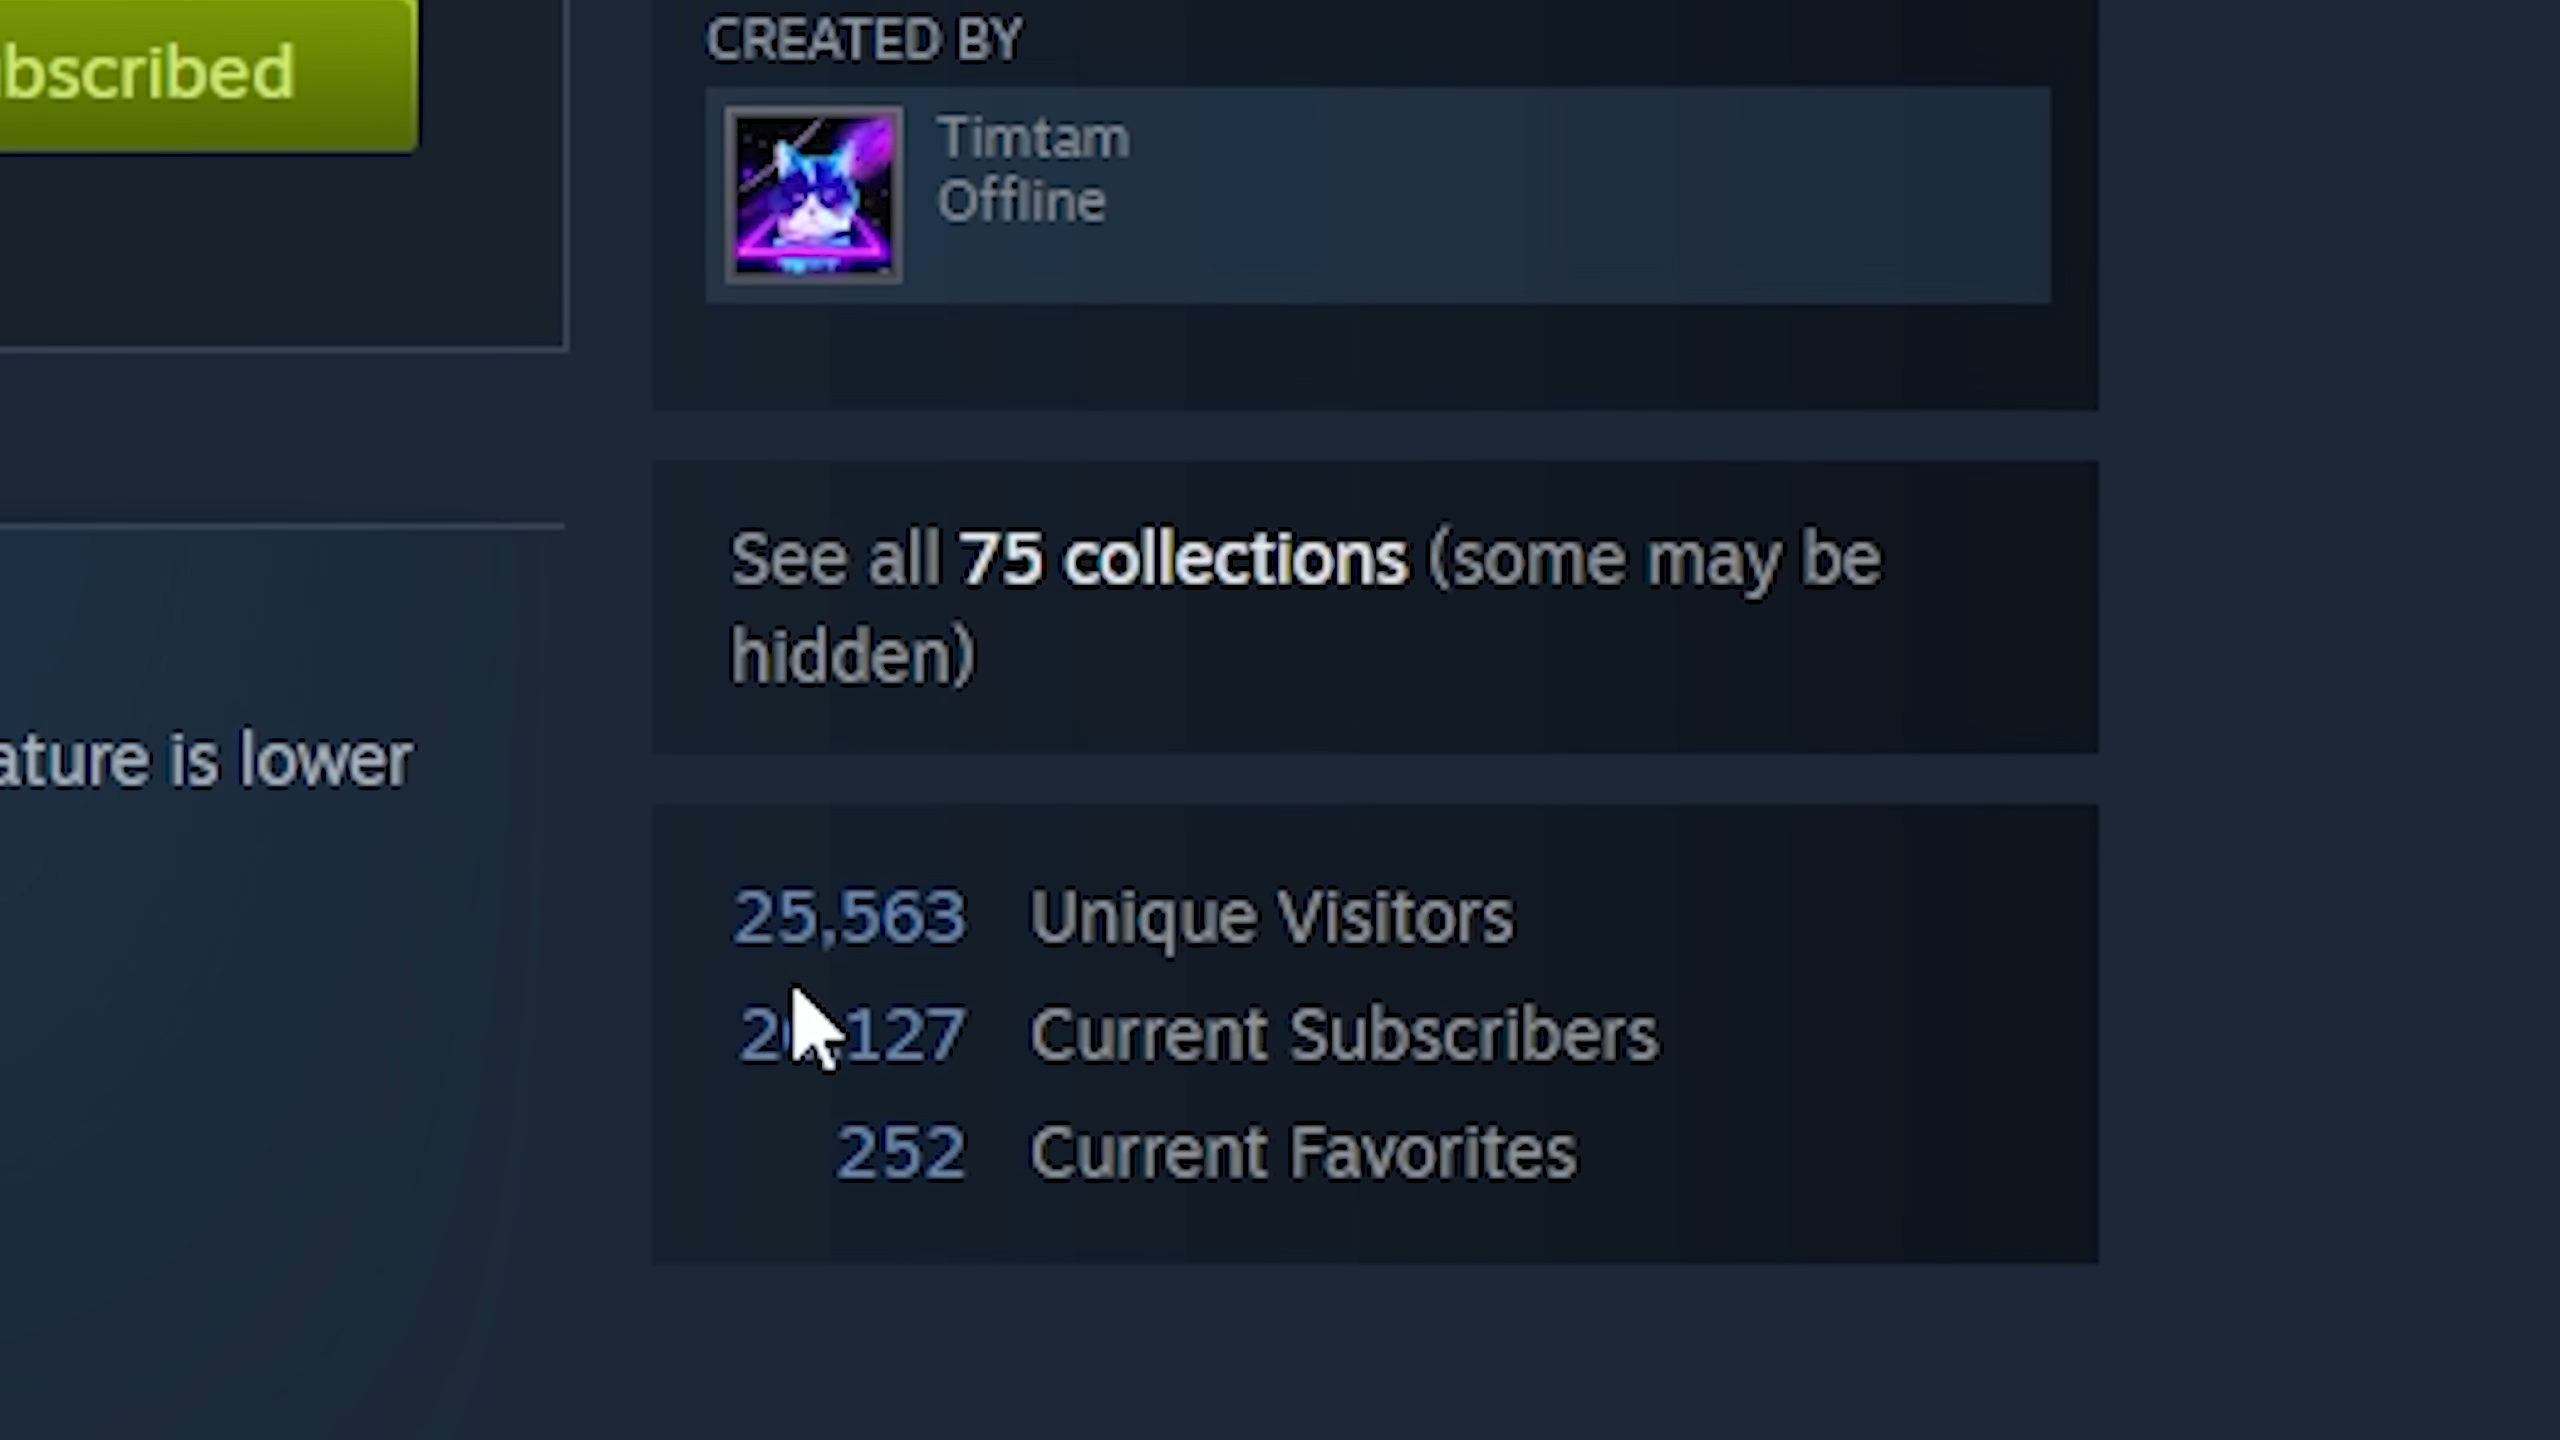 bscribed
CREATED BY
Timtam
Offline
See all 75 collections (some may be
hidden)
ature is lower
25,563 Unique Visitors
Current Subscribers
252 Current Favorites